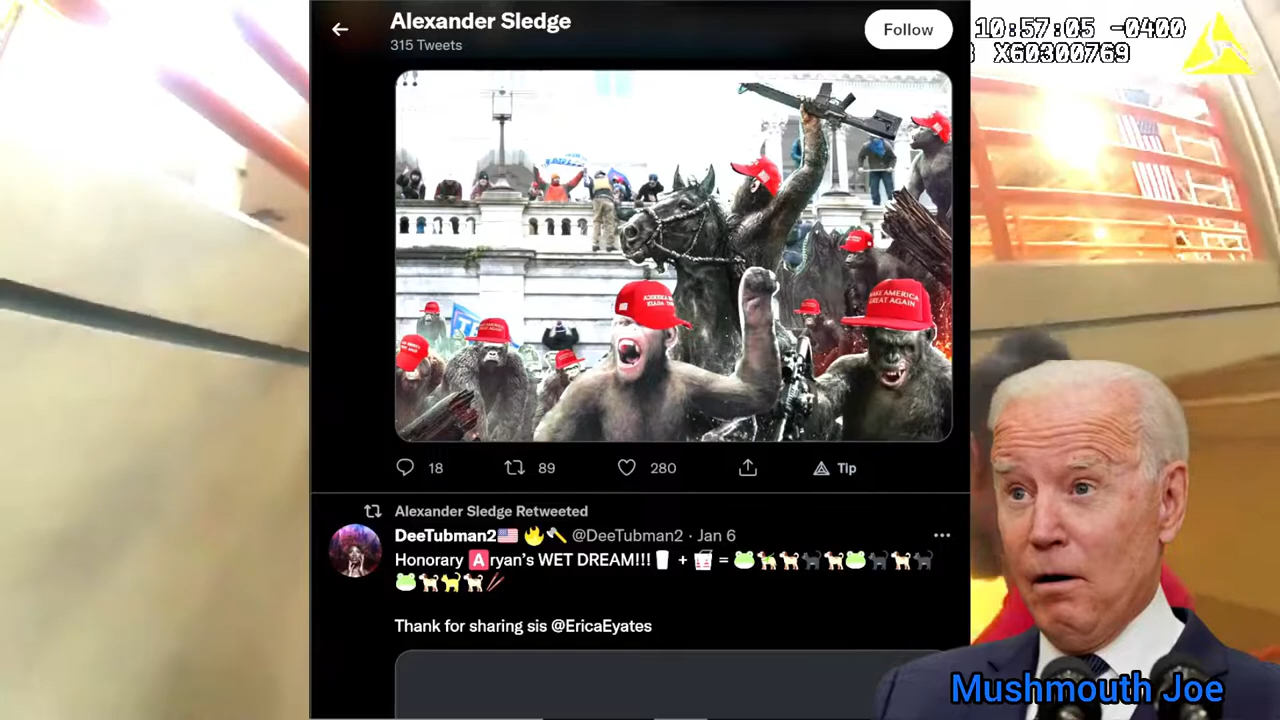 Alexander Sledge
315 Tweets
Follow
10:57:05 -0400
X60300769
MAKE AMERICA
GREAT AGAIN
18
89
280
Tip
Alexander Sledge Retweeted
DeeTubman2🇺🇸 🔥🪓 @DeeTubman2 · Jan 6
Honorary 🅰ryan's WET DREAM!!!🥛 + 🥡 = 🐸🐕‍🦺🐕🐈‍⬛🐕🐸🐈‍⬛🐕🐈‍⬛
🐸🐕🐈🐕🥢
Thank for sharing sis @EricaEyates
Mushmouth Joe